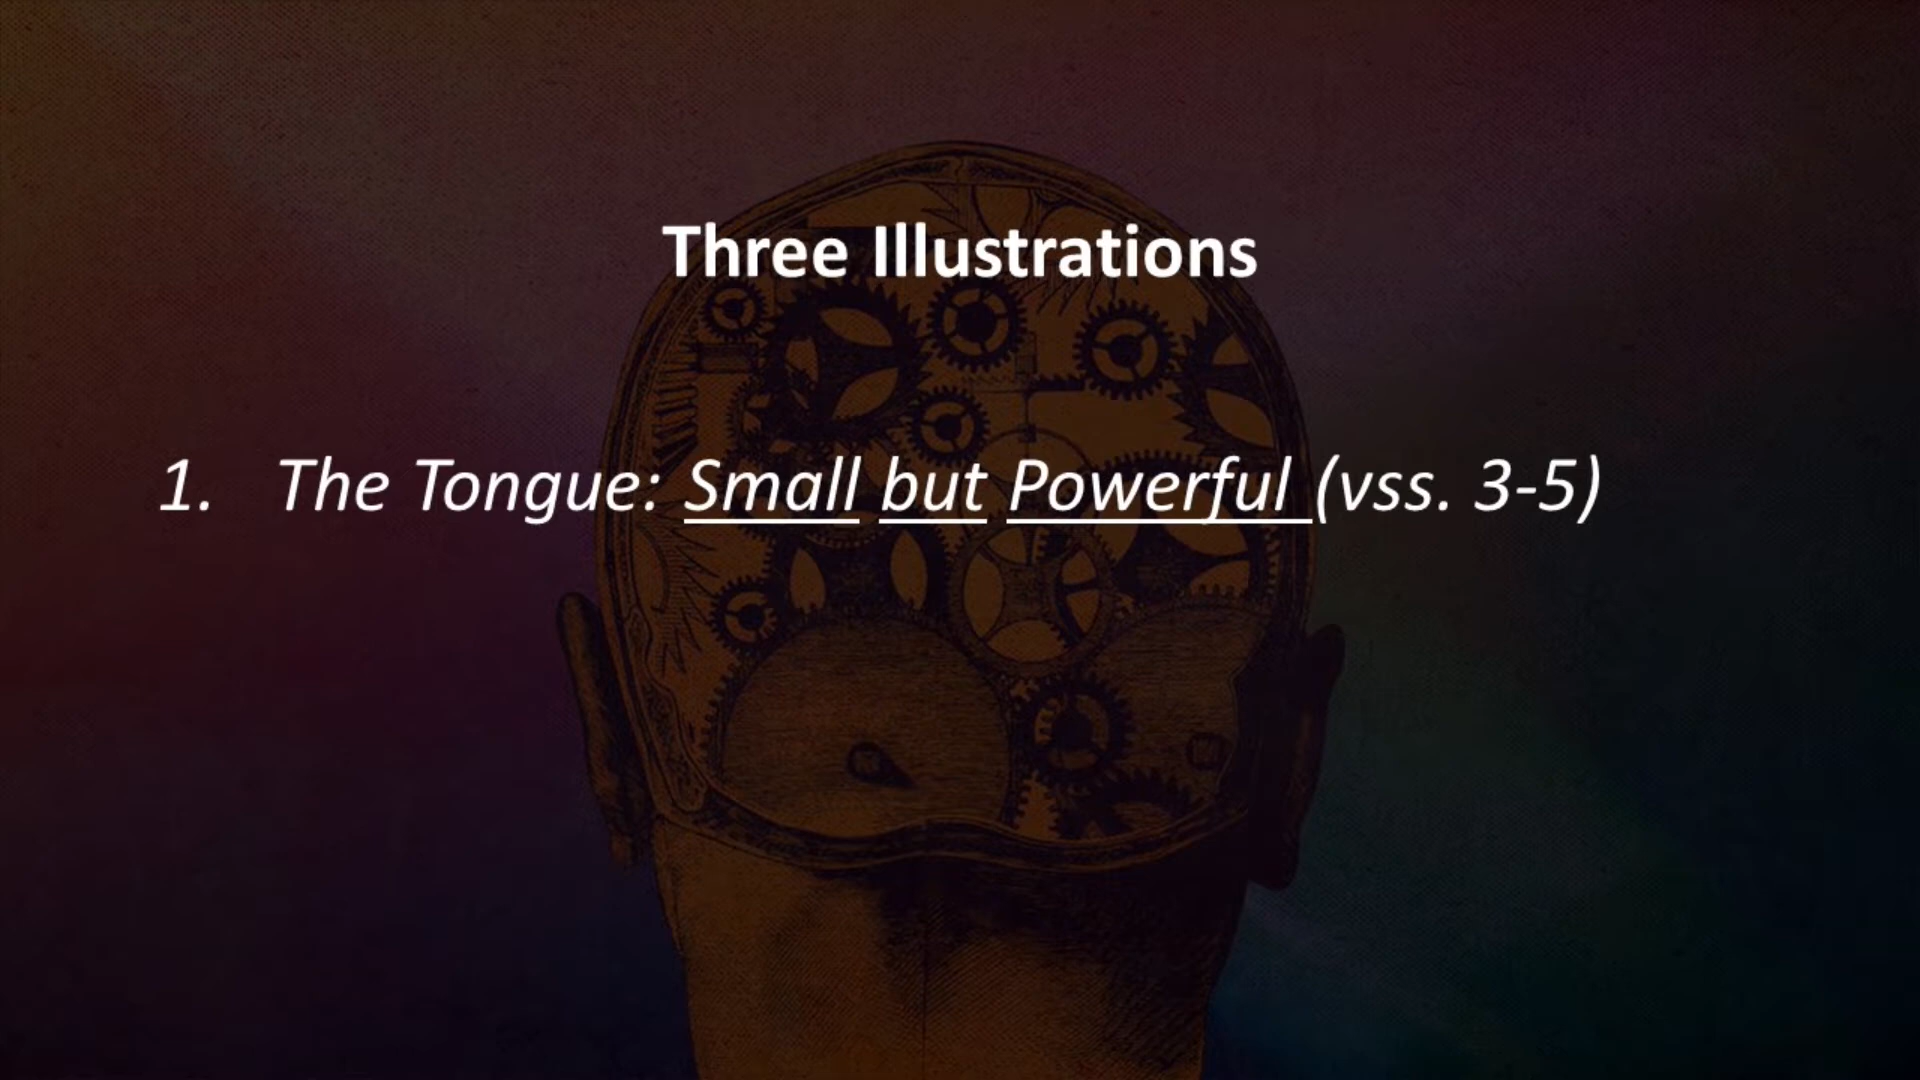 Three Illustrations
1. The Tongue: Small but Powerful (vss. 3-5)